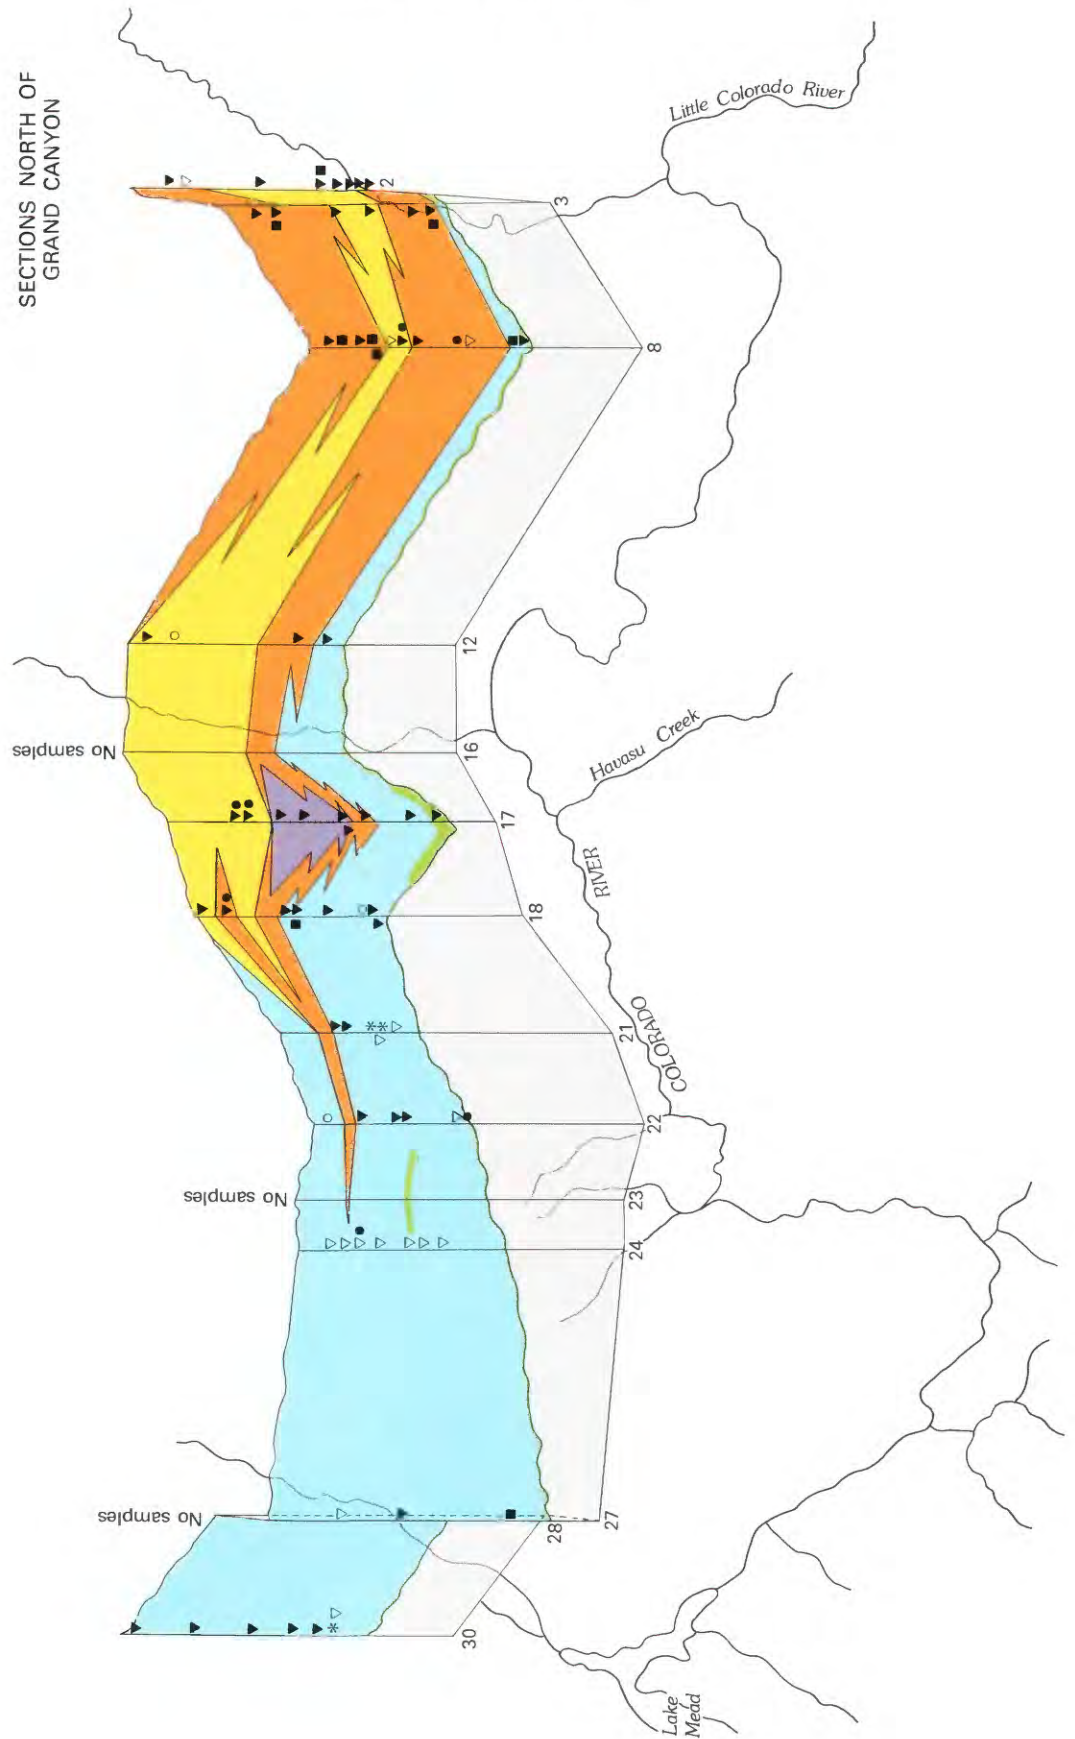 SECTIONS NORTH OF
GRAND CANYON
Little Colorado River
2
3
8
12
No samples
16
Havasu Creek
17
RIVER
18
COLORADO
21
22
No samples
23
24
No samples
28
27
30
Lake
Mead